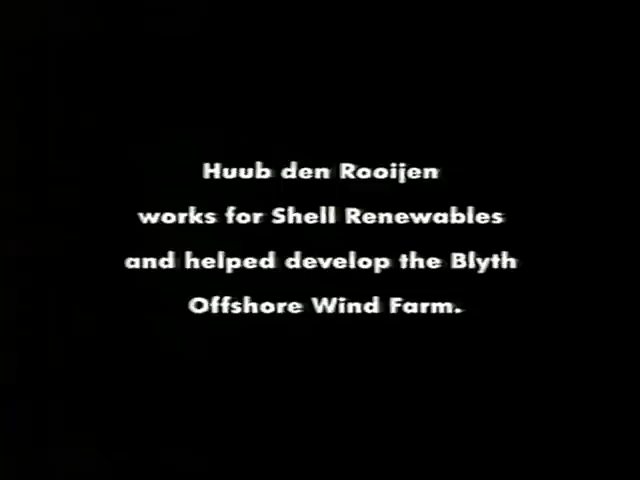 Huub den Rooijen
works for Shell Renewables
and helped develop the Blyth
Offshore Wind Farm.